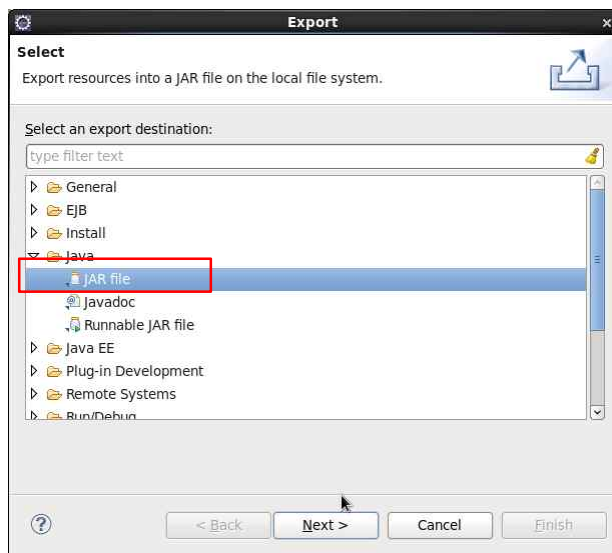 Export
Select
Export resources into a JAR file on the local file system.
Select an export destination:
type filter text
General
EJB
Install
Java
JAR file
Javadoc
Runnable JAR file
Java EE
Plug-in Development
Remote Systems
Run/Debug
< Back Next > Cancel Finish